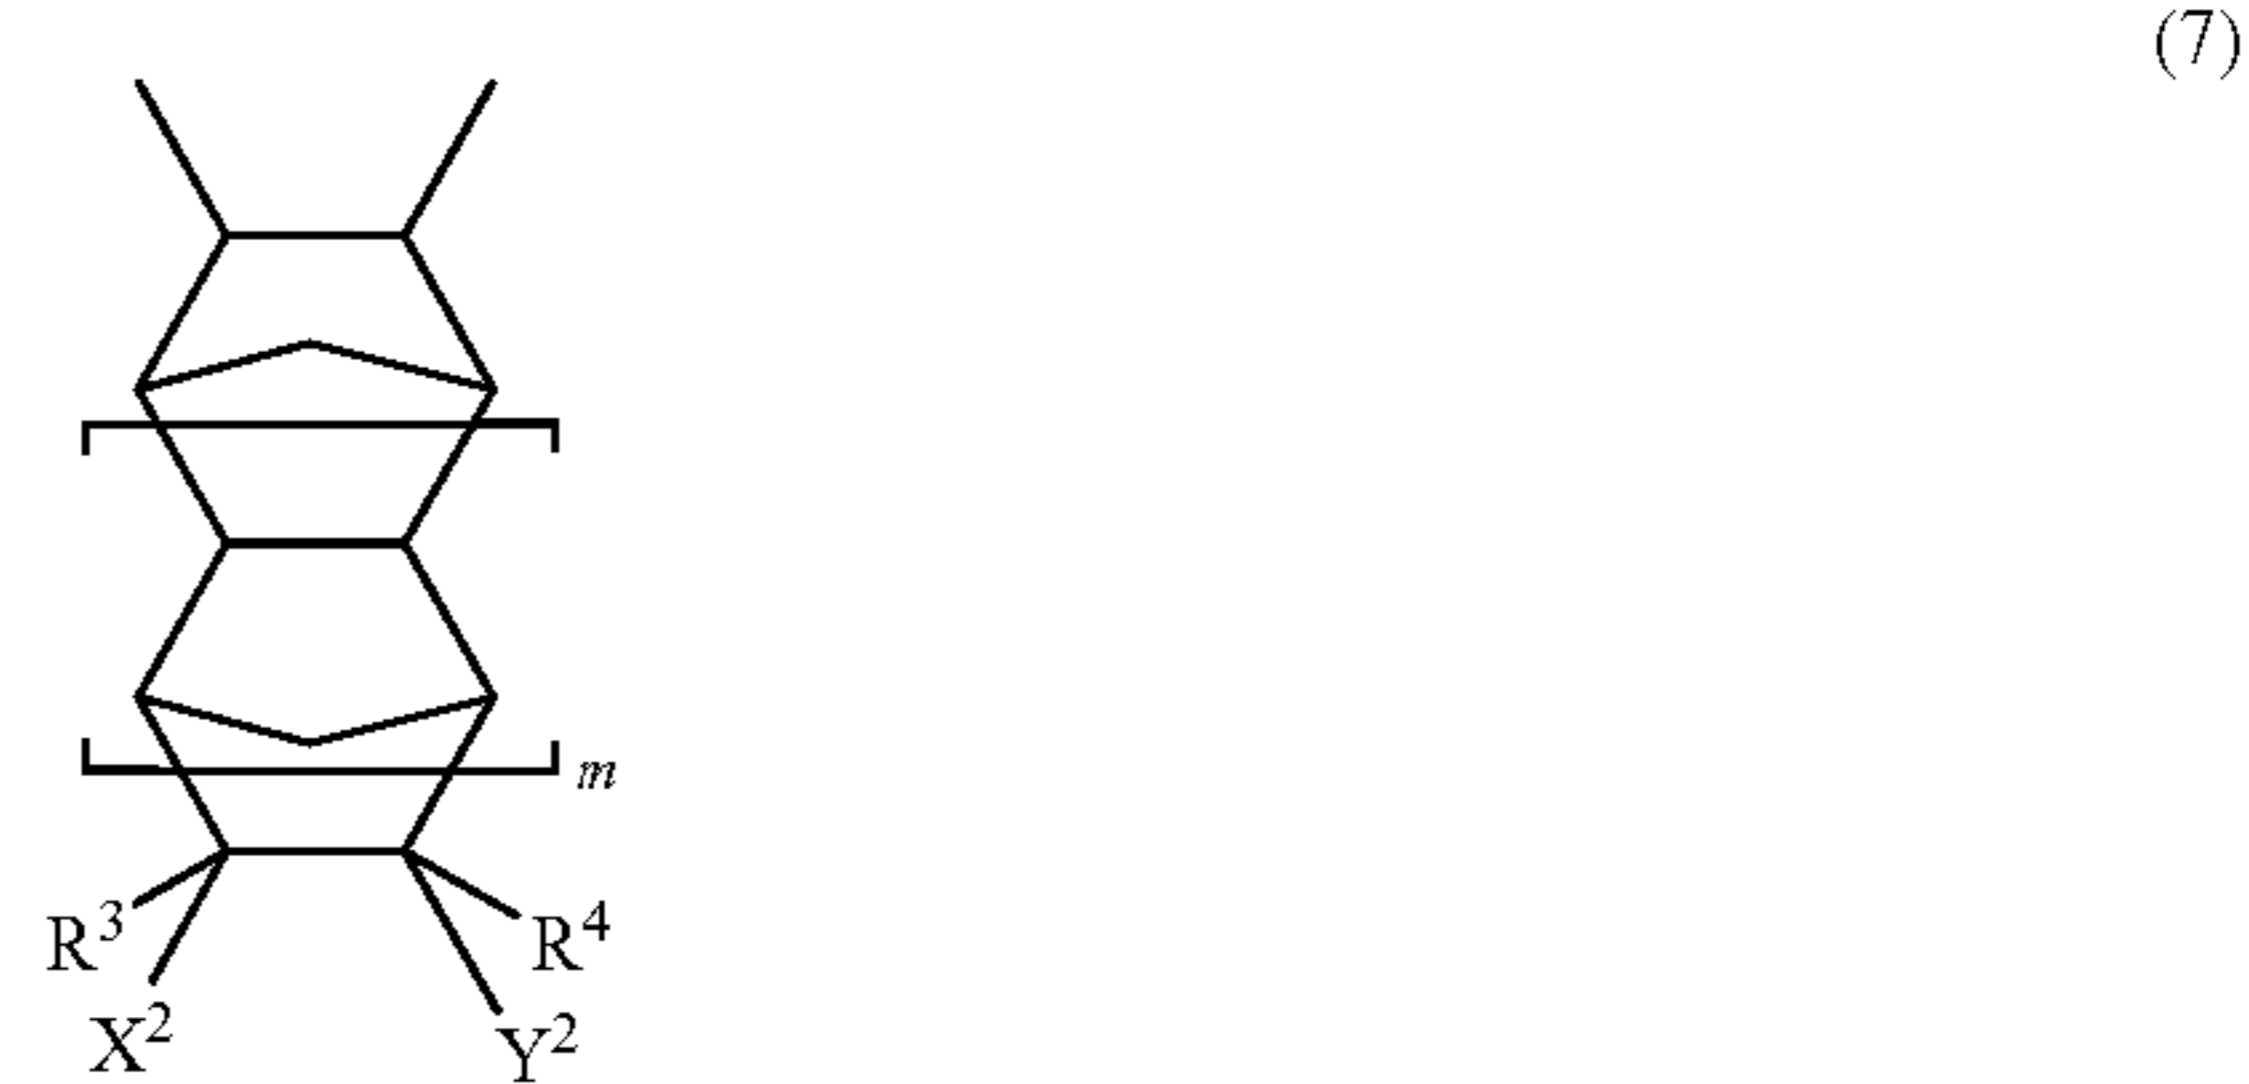 (7)
m
R³ R⁴
X² Y²